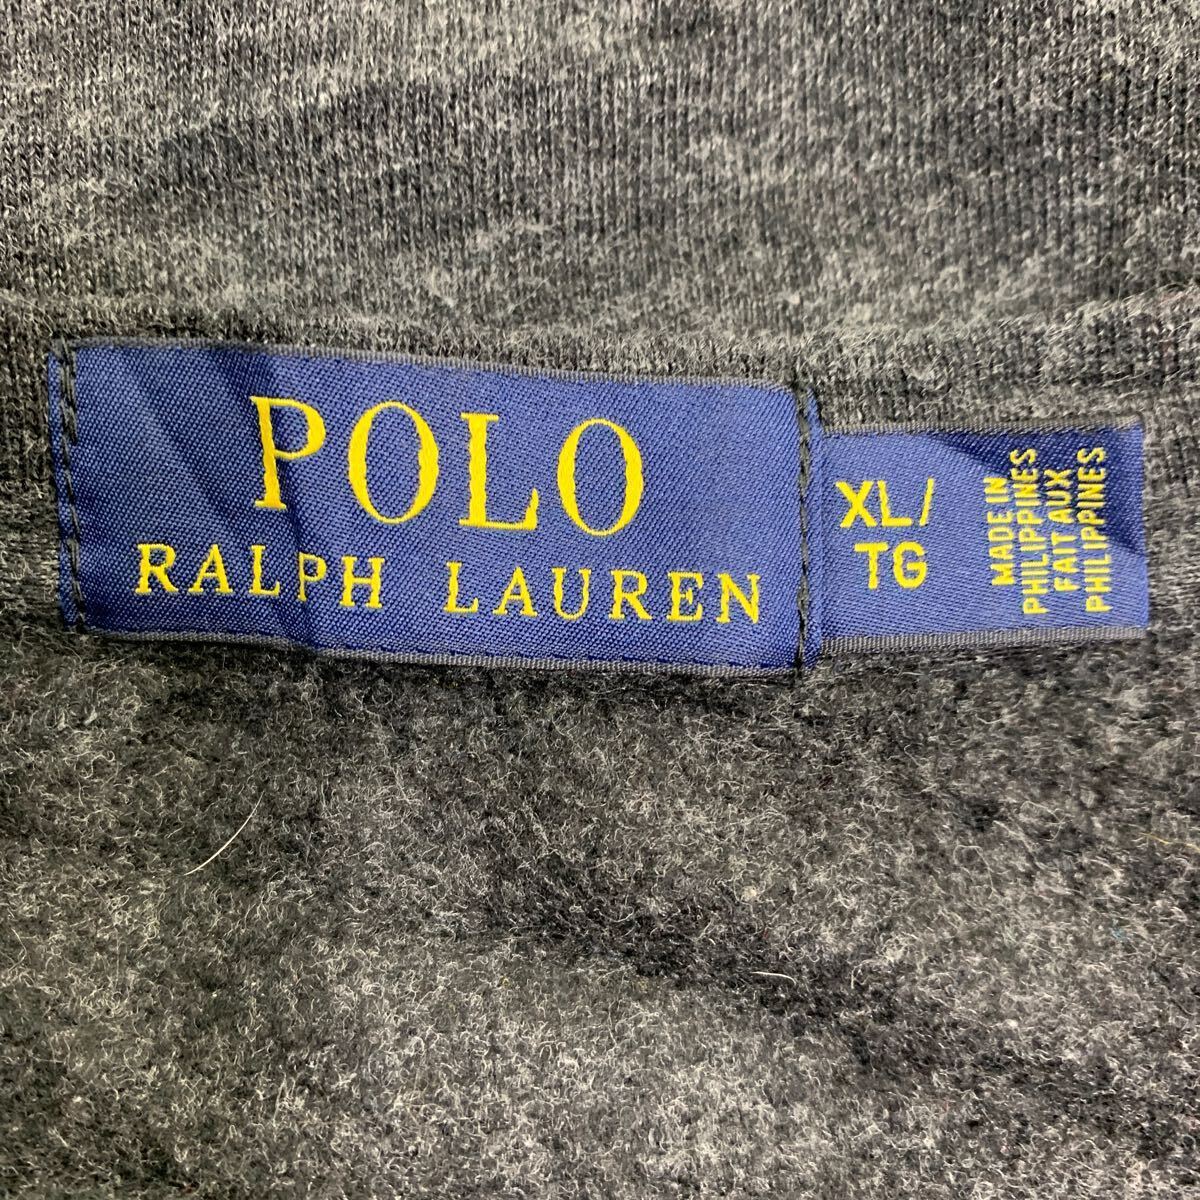 POLO
RALPH LAUREN
XL/
TG
MADE IN
PHILIPPINES
FAIT AUX
PHILIPPINES